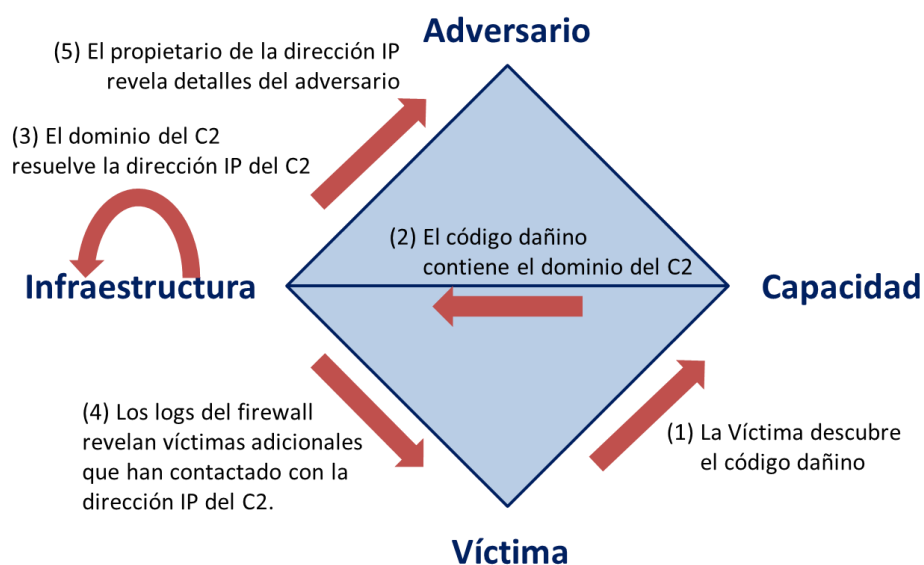 Adversario
(5) El propietario de la dirección IP
revela detalles del adversario
(3) El dominio del C2
resuelve la dirección IP del C2
(2) El código dañino
contiene el dominio del C2
Infraestructura
Capacidad
(4) Los logs del firewall
revelan víctimas adicionales
que han contactado con la
dirección IP del C2.
(1) La Víctima descubre
el código dañino
Víctima